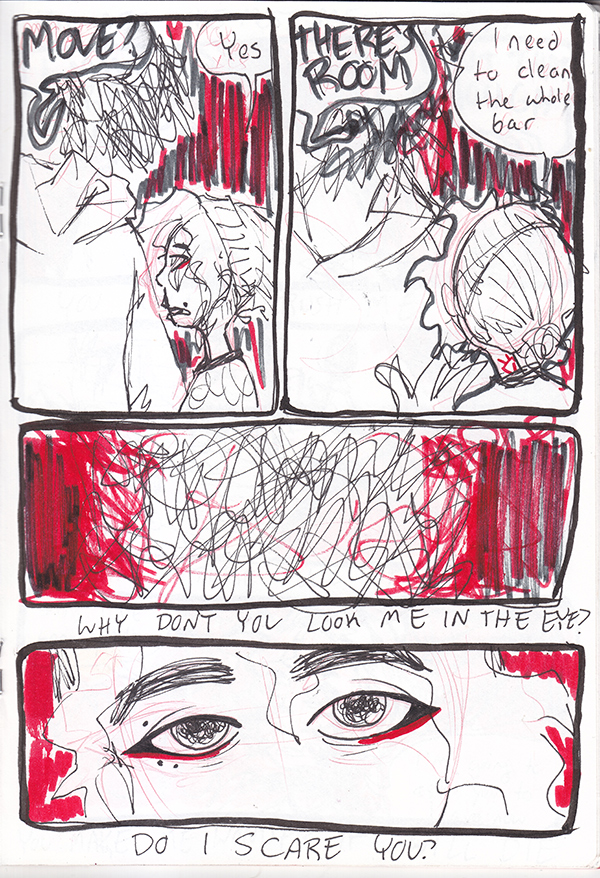 MOVE?
Yes
THERE'S
ROOM
I need
to clean
the whole
bar
WHY DONT YOU LOOK ME IN THE EYE?
DO I SCARE YOU?